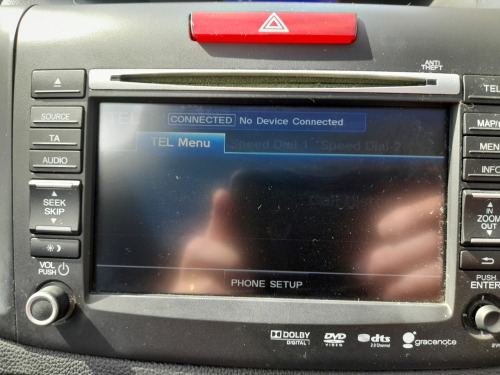 ANTI
THEFT
TEL
SOURCE
TA
AUDIO
SEEK
SKIP
VOL
PUSH
CONNECTED No Device Connected
TEL Menu Speed Dial-1 Speed Dial-2
PHONE SETUP
MAP/
MEN
INFO
IN
ZOOM
OUT
PUSH
ENTER
DOLBY
DIGITAL
DVD
VIDEO
dts
2.0 Channel
gracenote